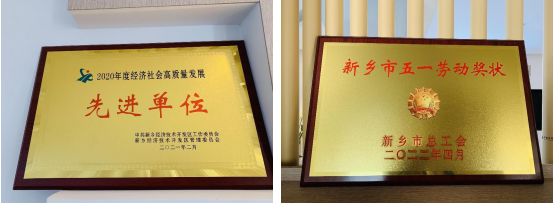 2020年度经济社会高质量发展
先进单位
中共新乡经济技术开发区工作委员会
新乡经济技术开发区管理委员会
二〇二一年二月
新乡市五一劳动奖状
新乡市总工会
二〇二二年四月